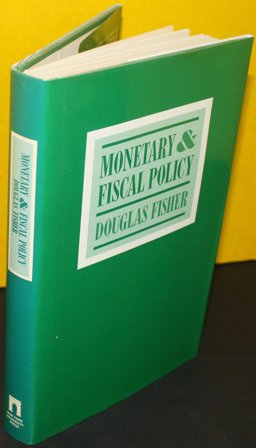 MONETARY &
FISCAL POLICY
DOUGLAS FISHER
MONETARY & FISCAL POLICY
DOUGLAS FISHER